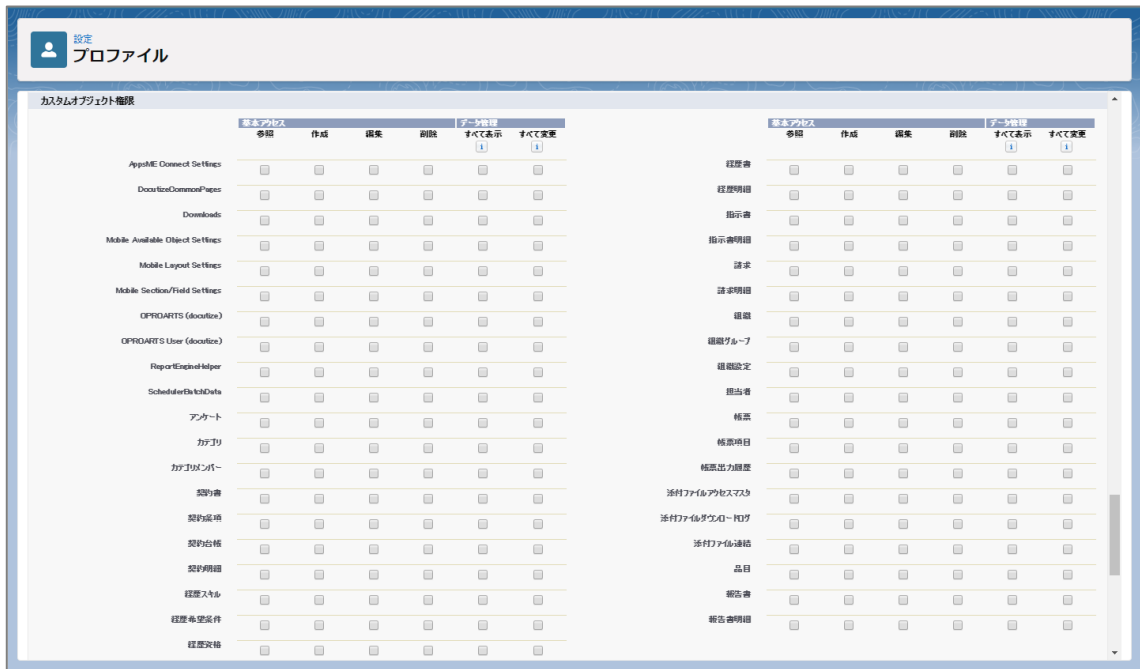 設定
プロファイル
カスタムオブジェクト権限
基本アクセス データ管理
参照 作成 編集 削除 すべて表示 すべて変更
i i
AppsME Connect Settings
DocutizeCommonPages
Downloads
Mobile Available Object Settings
Mobile Layout Settings
Mobile Section/Field Settings
OPROARTS (docutize)
OPROARTS User (docutize)
ReportEngineHelper
SchedulerBatchData
アンケート
カテゴリ
カテゴリメンバー
契約書
契約条項
契約台帳
契約明細
経歴スキル
経歴希望条件
経歴資格
基本アクセス データ管理
参照 作成 編集 削除 すべて表示 すべて変更
i i
経歴書
経歴明細
指示書
指示書明細
請求
請求明細
組織
組織グループ
組織設定
担当者
帳票
帳票項目
帳票出力履歴
添付ファイルアクセスマスタ
添付ファイルダウンロードログ
添付ファイル連結
品目
報告書
報告書明細